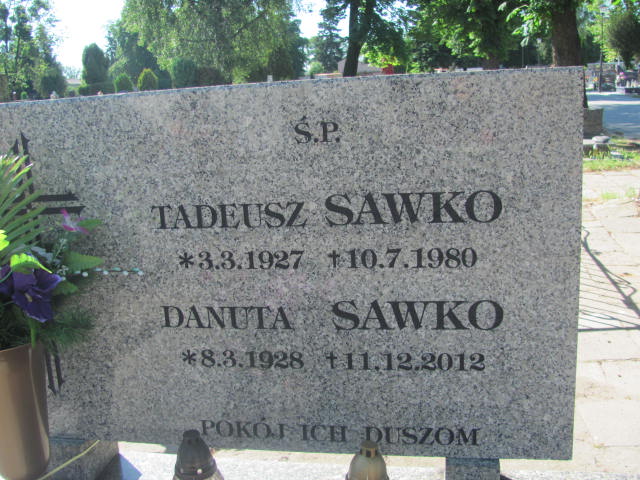 Ś.P.
TADEUSZ SAWKO
*3.3.1927 †10.7.1980
DANUTA SAWKO
*8.3.1928 †11.12.2012
POKÓJ ICH DUSZOM